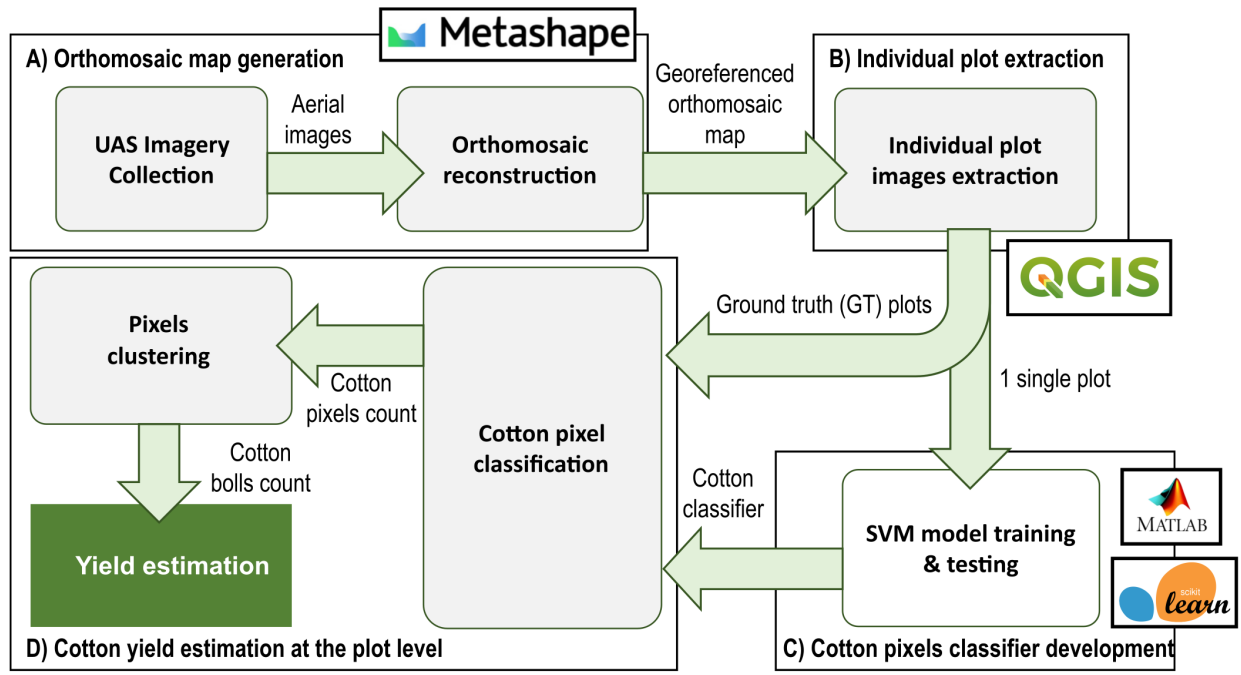 Metashape
A) Orthomosaic map generation
UAS Imagery
Collection
Aerial
images
Orthomosaic
reconstruction
Georeferenced
orthomosaic
map
B) Individual plot extraction
Individual plot
images extraction
QGIS
Ground truth (GT) plots
1 single plot
Pixels
clustering
Cotton
pixels count
Cotton pixel
classification
Cotton
bolls count
Yield estimation
D) Cotton yield estimation at the plot level
Cotton
classifier
SVM model training
& testing
MATLAB
scikit
learn
C) Cotton pixels classifier development